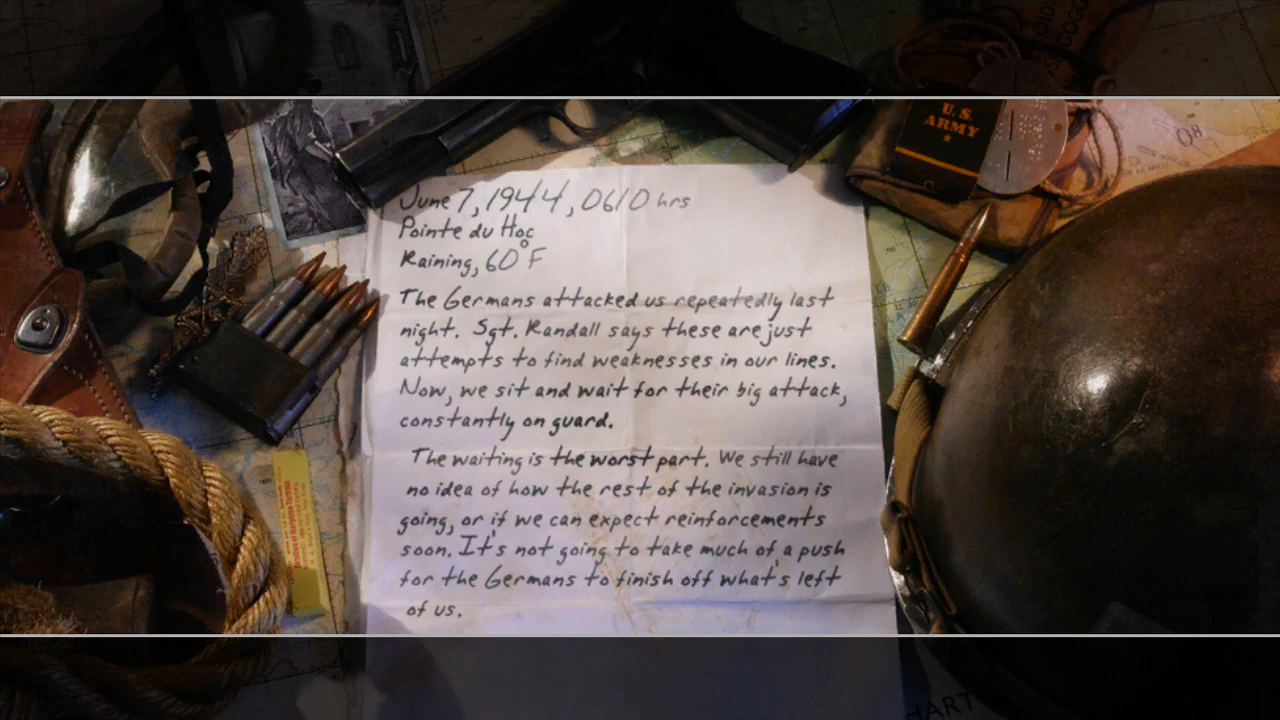 U.S.
ARMY
June 7, 1944, 0610 hrs
Pointe du Hoc
Raining, 60°F
The Germans attacked us repeatedly last
night. Sgt. Randall says these are just
attempts to find weaknesses in our lines.
Now, we sit and wait for their big attack,
constantly on guard.
The waiting is the worst part. We still have
no idea of how the rest of the invasion is
going, or if we can expect reinforcements
soon. It's not going to take much of a push
for the Germans to finish off what's left
of us.